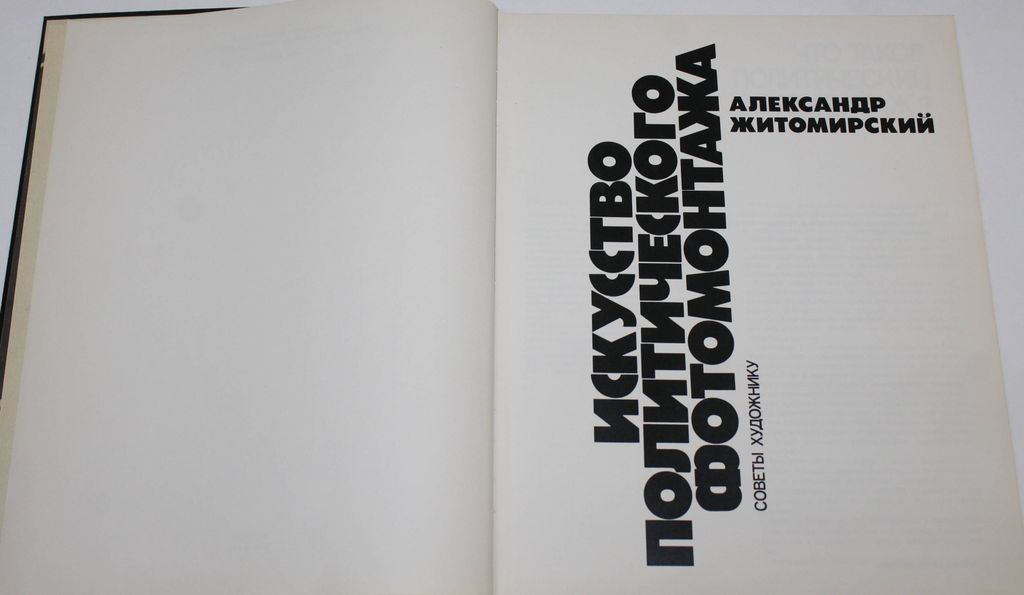 АЛЕКСАНДР
ЖИТОМИРСКИЙ
ИСКУССТВО
ПОЛИТИЧЕСКОГО
ФОТОМОНТАЖА
СОВЕТЫ ХУДОЖНИКУ